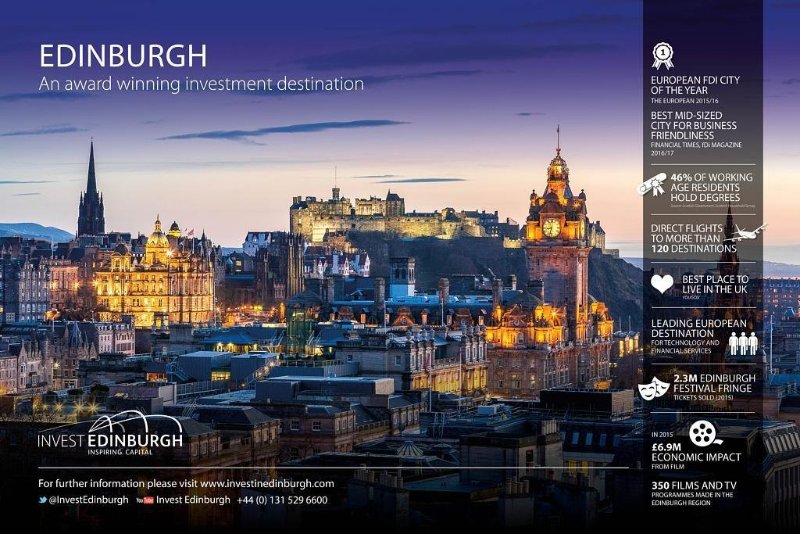 EDINBURGH
An award winning investment destination
1
EUROPEAN FDI CITY
OF THE YEAR
THE EUROPEAN 2015/16
BEST MID-SIZED
CITY FOR BUSINESS
FRIENDLINESS
FINANCIAL TIMES, fDi MAGAZINE
2016/17
46% OF WORKING
AGE RESIDENTS
HOLD DEGREES
DIRECT FLIGHTS
TO MORE THAN
120 DESTINATIONS
BEST PLACE TO
LIVE IN THE UK
YOUGOV
LEADING EUROPEAN
DESTINATION
FOR TECHNOLOGY AND
FINANCIAL SERVICES
2.3M EDINBURGH
FESTIVAL FRINGE
TICKETS SOLD (2015)
IN 2015
£6.9M
ECONOMIC IMPACT
FROM FILM
350 FILMS AND TV
PROGRAMMES MADE IN THE
EDINBURGH REGION
INVESTEDINBURGH
INSPIRING CAPITAL
For further information please visit www.investinedinburgh.com
@InvestEdinburgh YouTube Invest Edinburgh +44 (0) 131 529 6600